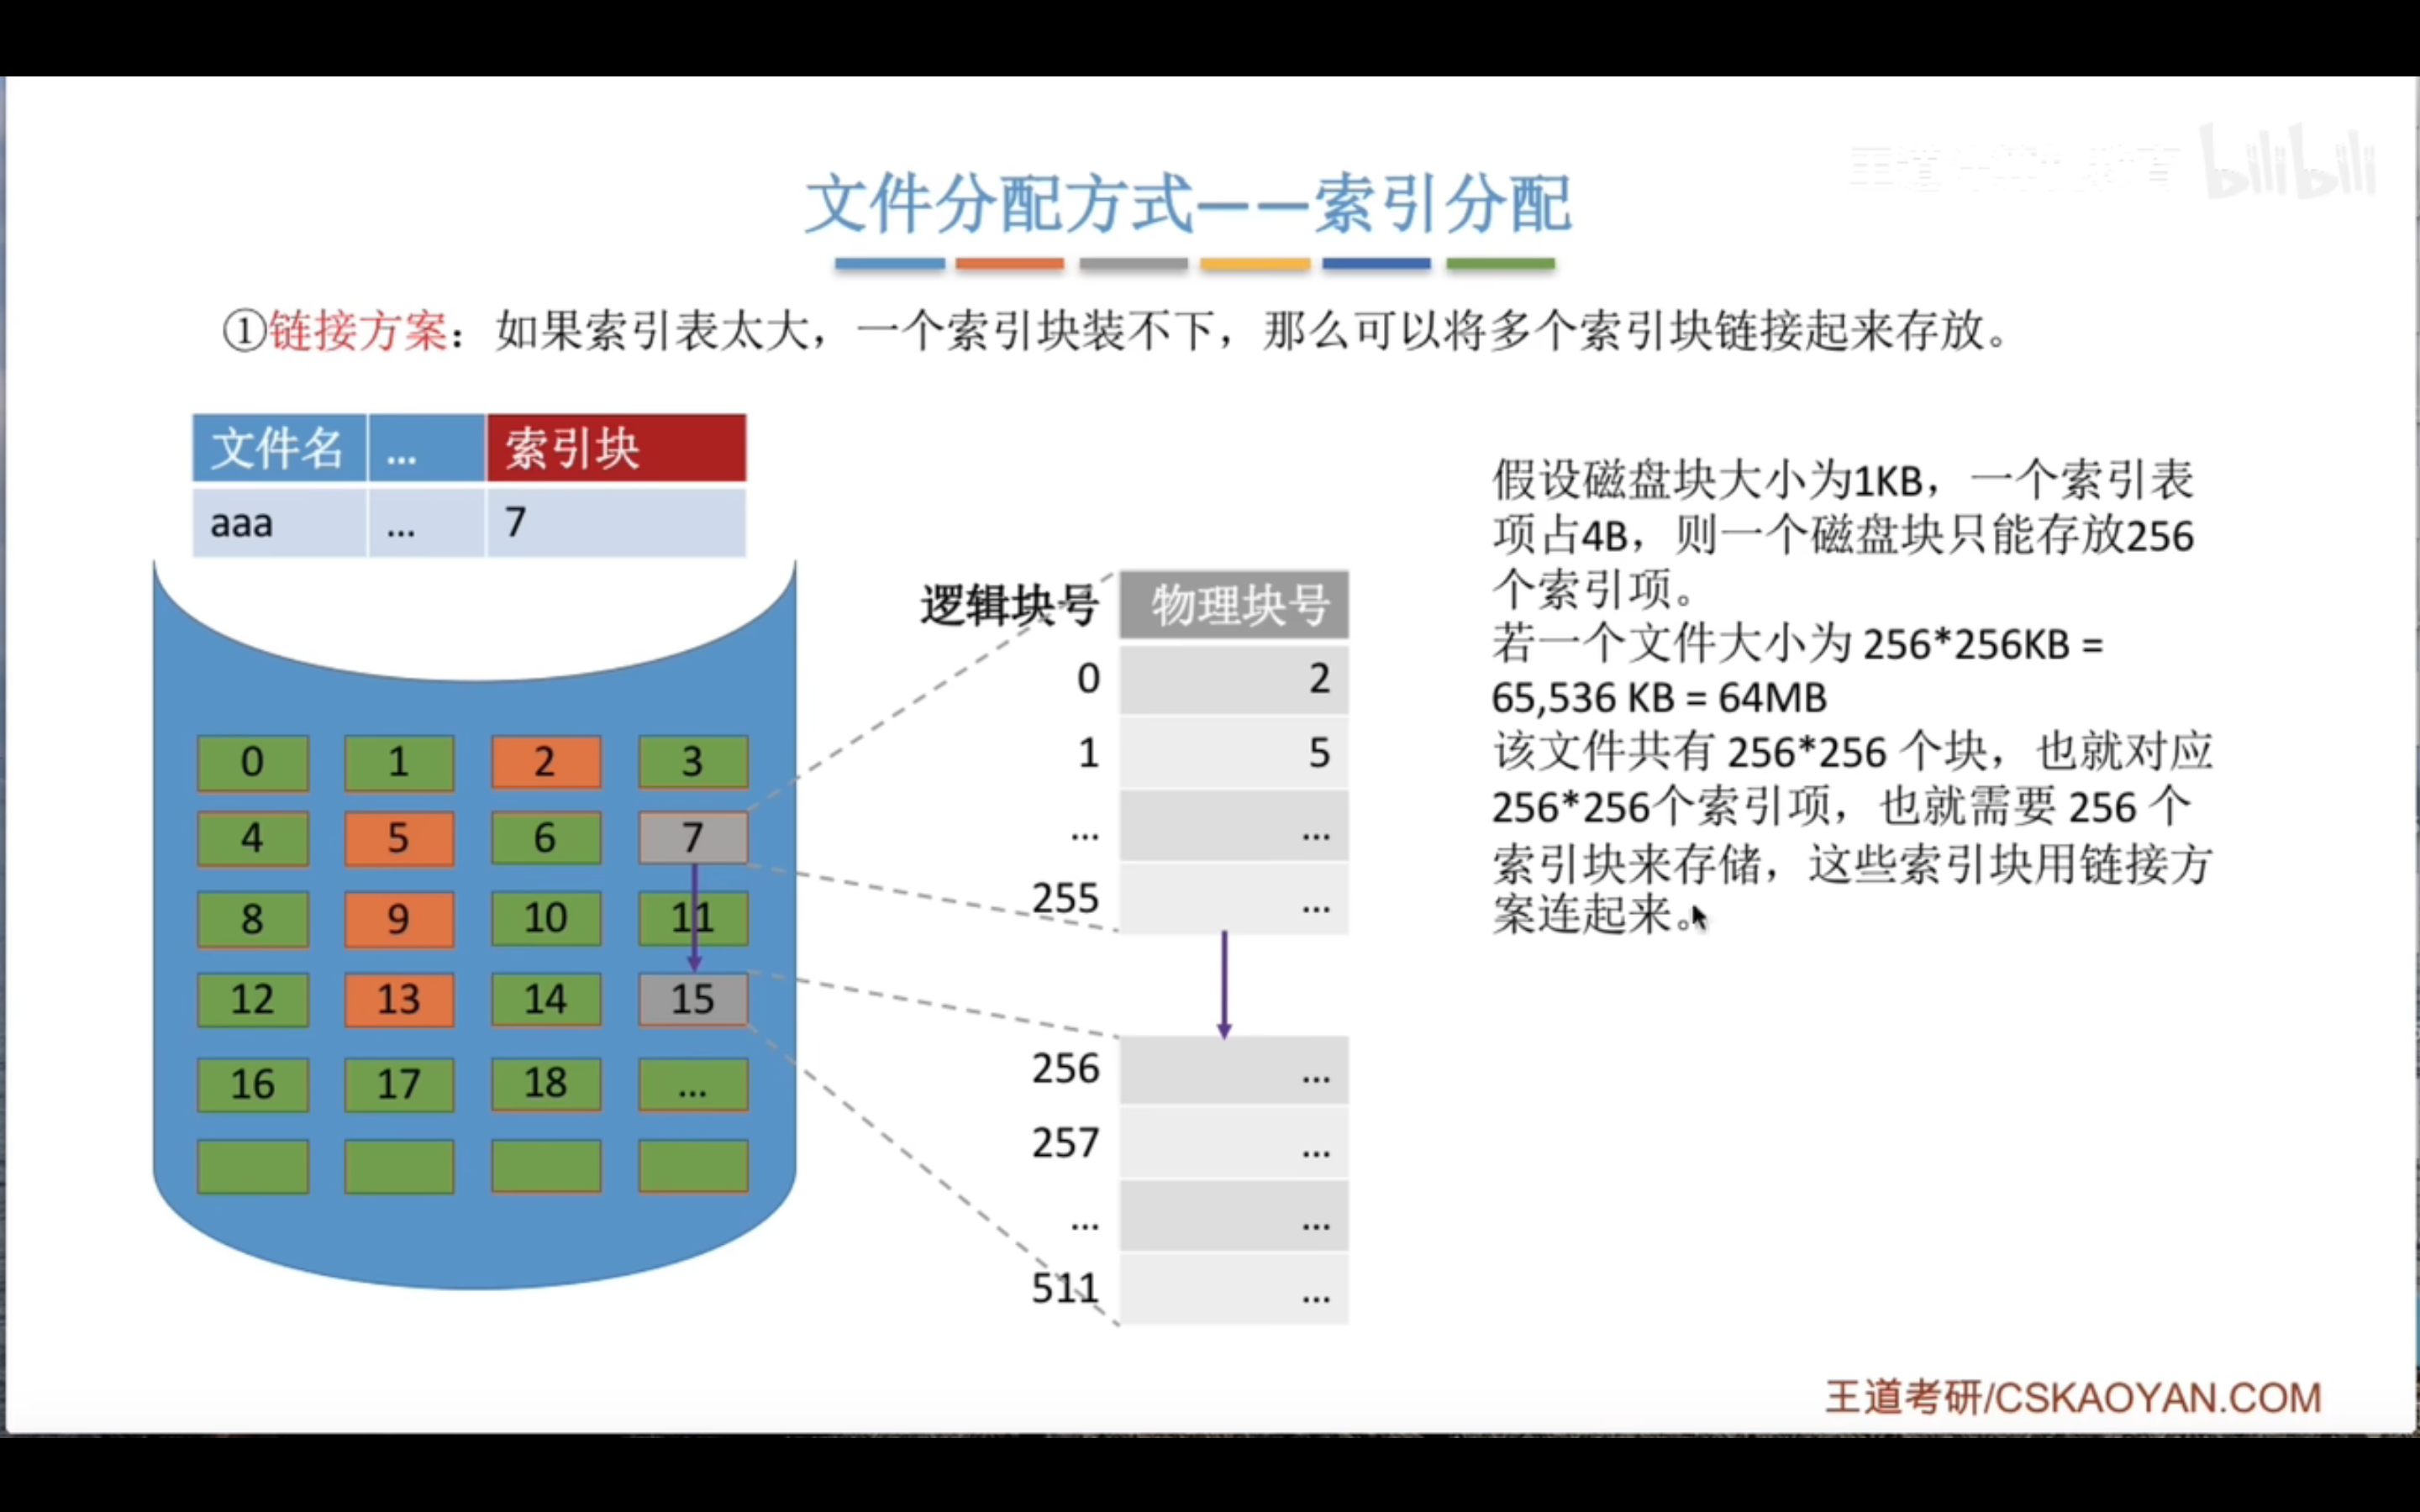 文件分配方式——索引分配
①链接方案：如果索引表太大，一个索引块装不下，那么可以将多个索引块链接起来存放。
文件名 … 索引块
aaa … 7
0 1 2 3
4 5 6 7
8 9 10 11
12 13 14 15
16 17 18 …
逻辑块号 物理块号
0 2
1 5
… …
255 …
256 …
257 …
… …
511 …
假设磁盘块大小为1KB，一个索引表
项占4B，则一个磁盘块只能存放256
个索引项。
若一个文件大小为 256*256KB =
65,536 KB = 64MB
该文件共有 256*256 个块，也就对应
256*256个索引项，也就需要 256 个
索引块来存储，这些索引块用链接方
案连起来。
bilibili
王道考研/CSKAOYAN.COM